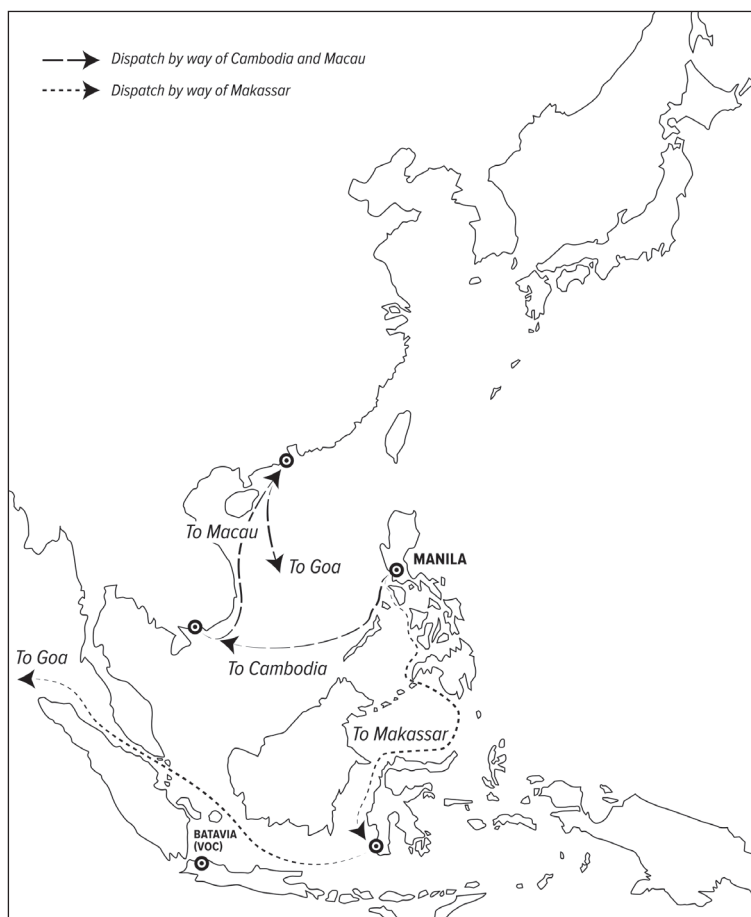 Dispatch by way of Cambodia and Macau
Dispatch by way of Makassar
To Macau
To Goa
MANILA
To Goa
To Cambodia
To Makassar
BATAVIA
(VOC)